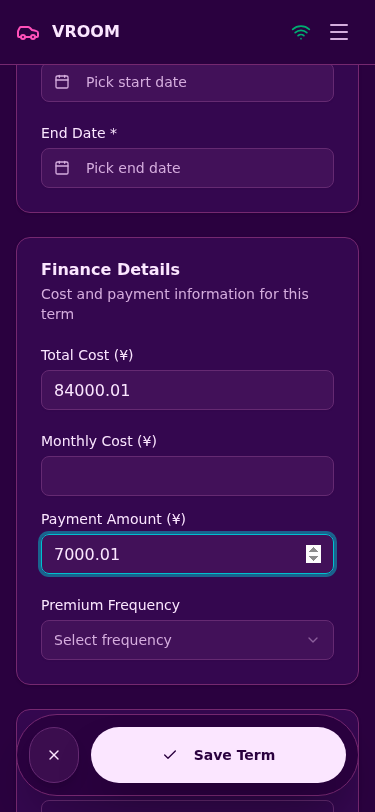 VROOM
Pick start date
End Date *
Pick end date
Finance Details
Cost and payment information for this
term
Total Cost (¥)
84000.01
Monthly Cost (¥)
Payment Amount (¥)
7000.01
Premium Frequency
Select frequency
Save Term